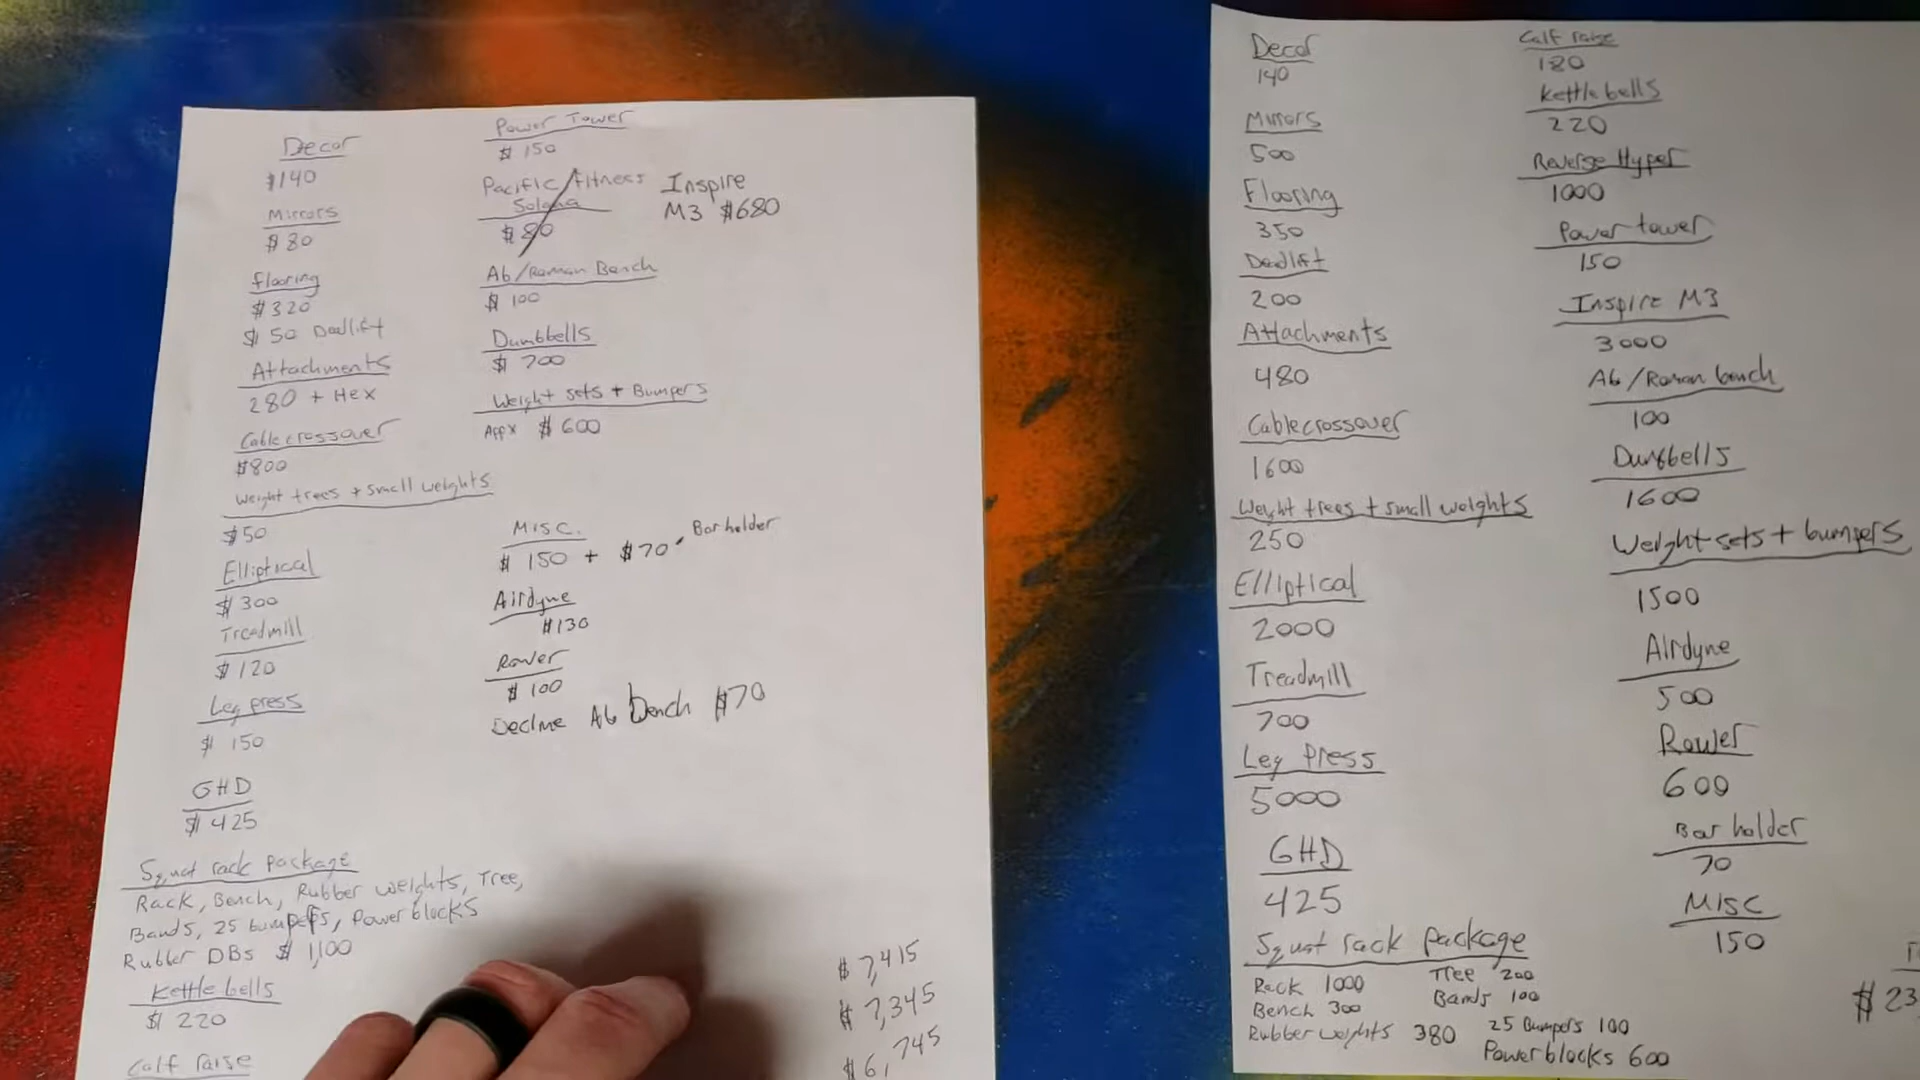 Decor
$140
Mirrors
$80
Flooring
$320
$50 Deadlift
Attachments
280 + Hex
Cable crossover
$800
Weight trees + small weights
$50
Elliptical
$300
Treadmill
$120
Leg press
$150
GHD
$425
Squat rack package
Rack, Bench, Rubber weights, Tree,
Bands, 25 bumpers, Powerblocks
Rubber DBs $1,100
Kettle bells
$220
Calf raise
Power Tower
$150
Pacific fitness
Solana
$80
Inspire
M3 $680
Ab/Roman Bench
$100
Dumbbells
$700
Weight sets + Bumpers
Appx $600
Misc.
$150 + $70 Bar holder
Airdyne
$130
Rower
$100
Decline Ab bench $70
$7,415
$7,345
$6,745
Decor
140
Mirrors
500
Flooring
350
Deadlift
200
Attachments
480
Cable crossover
1600
Weight trees + small weights
250
Elliptical
2000
Treadmill
700
Leg Press
5000
GHD
425
Squat rack package
Rack 1000 Tree 200
Bench 300 Bands 100
Rubber weights 380 25 Bumpers 100
Powerblocks 600
Calf raise
180
Kettle bells
220
Reverse Hyper
1000
Power tower
150
Inspire M3
3000
Ab/Roman bench
100
Dumbbells
1600
Weight sets + bumpers
1500
Airdyne
500
Rower
600
Bar holder
70
Misc
150
$23,